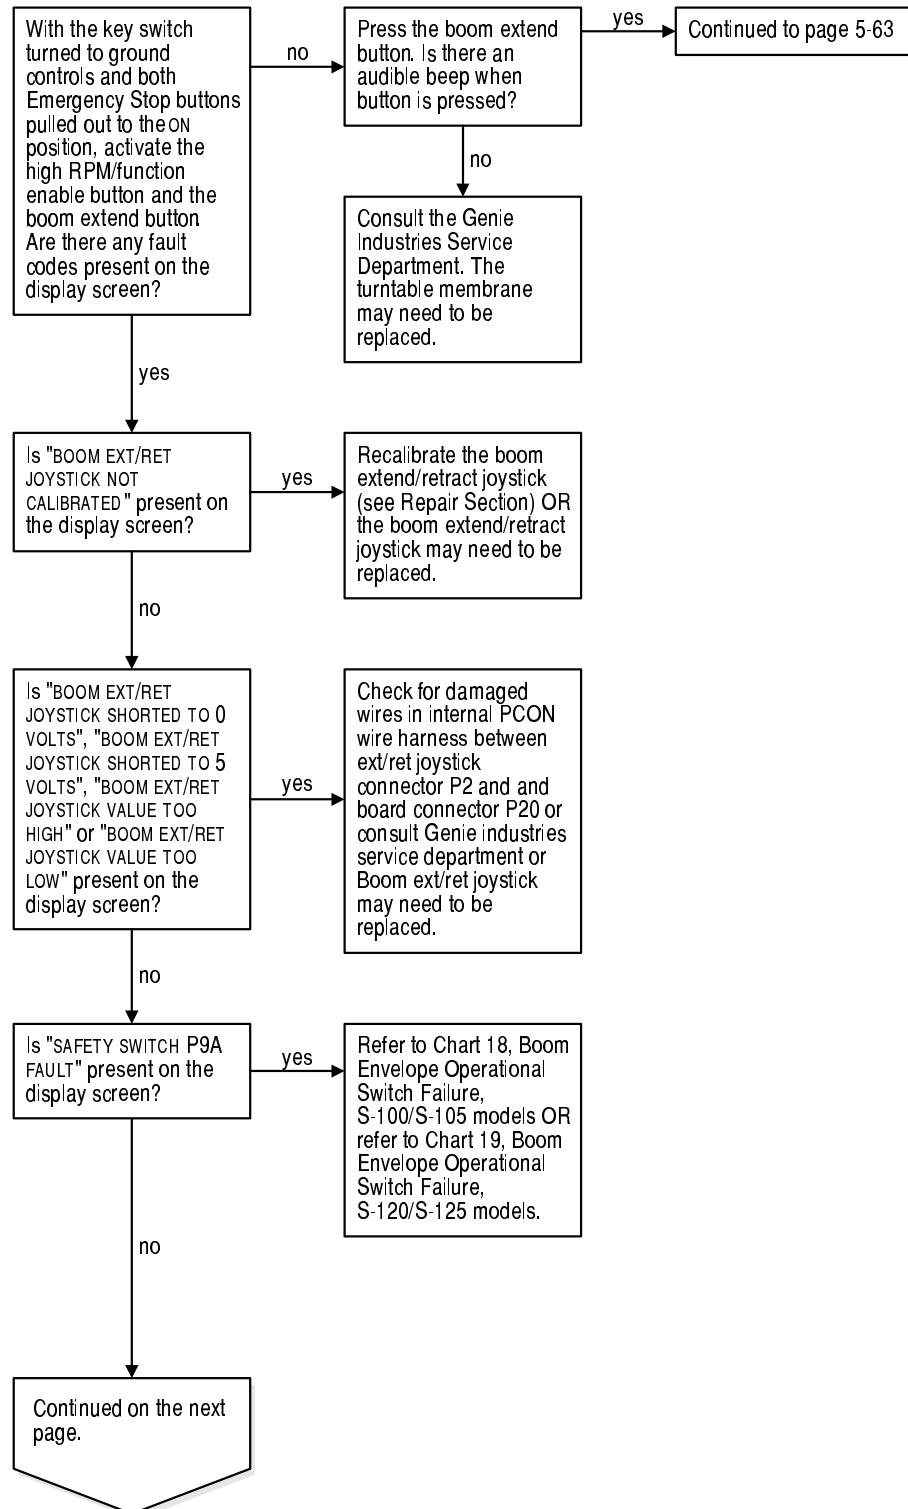 With the key switch
turned to ground
controls and both
Emergency Stop buttons
pulled out to the ON
position, activate the
high RPM/function
enable button and the
boom extend button.
Are there any fault
codes present on the
display screen?
no
Press the boom extend
button. Is there an
audible beep when
button is pressed?
yes
Continued to page 5-63
no
Consult the Genie
Industries Service
Department. The
turntable membrane
may need to be
replaced.
yes
Is "BOOM EXT/RET
JOYSTICK NOT
CALIBRATED" present on
the display screen?
yes
Recalibrate the boom
extend/retract joystick
(see Repair Section) OR
the boom extend/retract
joystick may need to be
replaced.
no
Is "BOOM EXT/RET
JOYSTICK SHORTED TO 0
VOLTS", "BOOM EXT/RET
JOYSTICK SHORTED TO 5
VOLTS", "BOOM EXT/RET
JOYSTICK VALUE TOO
HIGH" or "BOOM EXT/RET
JOYSTICK VALUE TOO
LOW" present on the
display screen?
yes
Check for damaged
wires in internal PCON
wire harness between
ext/ret joystick
connector P2 and and
board connector P20 or
consult Genie industries
service department or
Boom ext/ret joystick
may need to be
replaced.
no
Is "SAFETY SWITCH P9A
FAULT" present on the
display screen?
yes
Refer to Chart 18, Boom
Envelope Operational
Switch Failure,
S-100/S-105 models OR
refer to Chart 19, Boom
Envelope Operational
Switch Failure,
S-120/S-125 models.
no
Continued on the next
page.